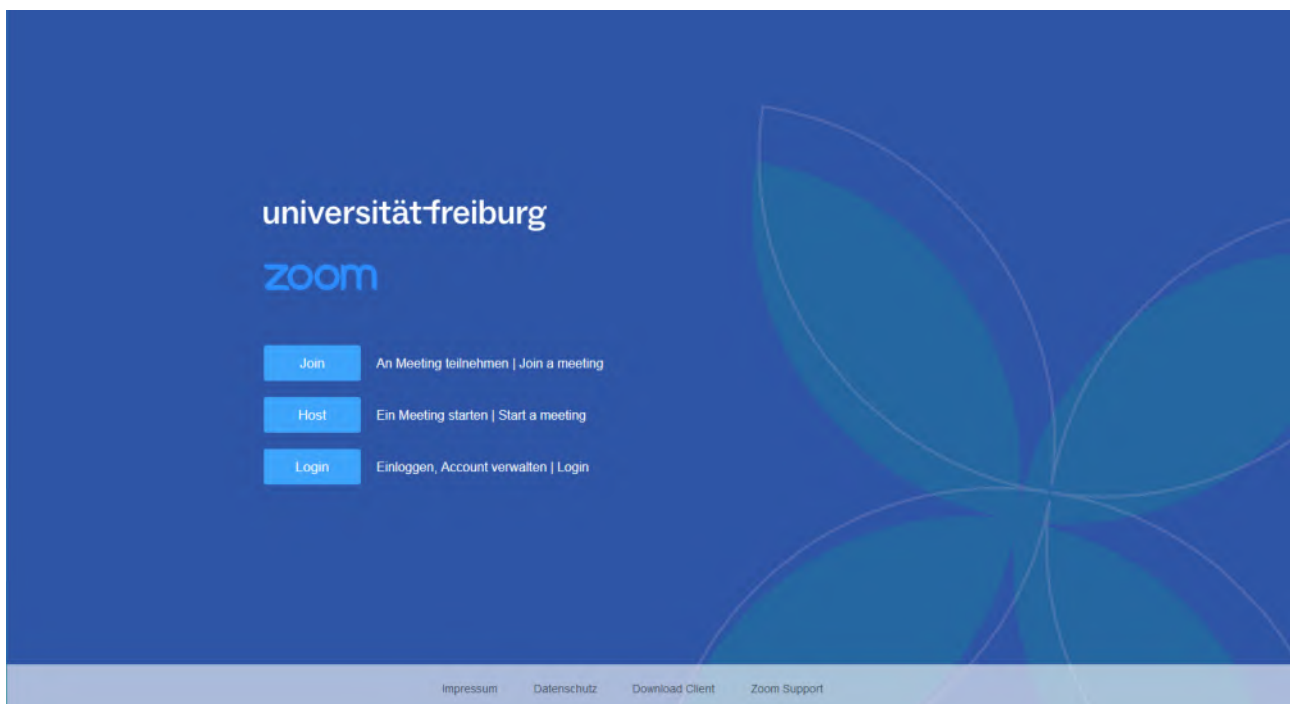 universität freiburg
zoom
Join An Meeting teilnehmen | Join a meeting
Host Ein Meeting starten | Start a meeting
Login Einloggen, Account verwalten | Login
Impressum Datenschutz Download Client Zoom Support